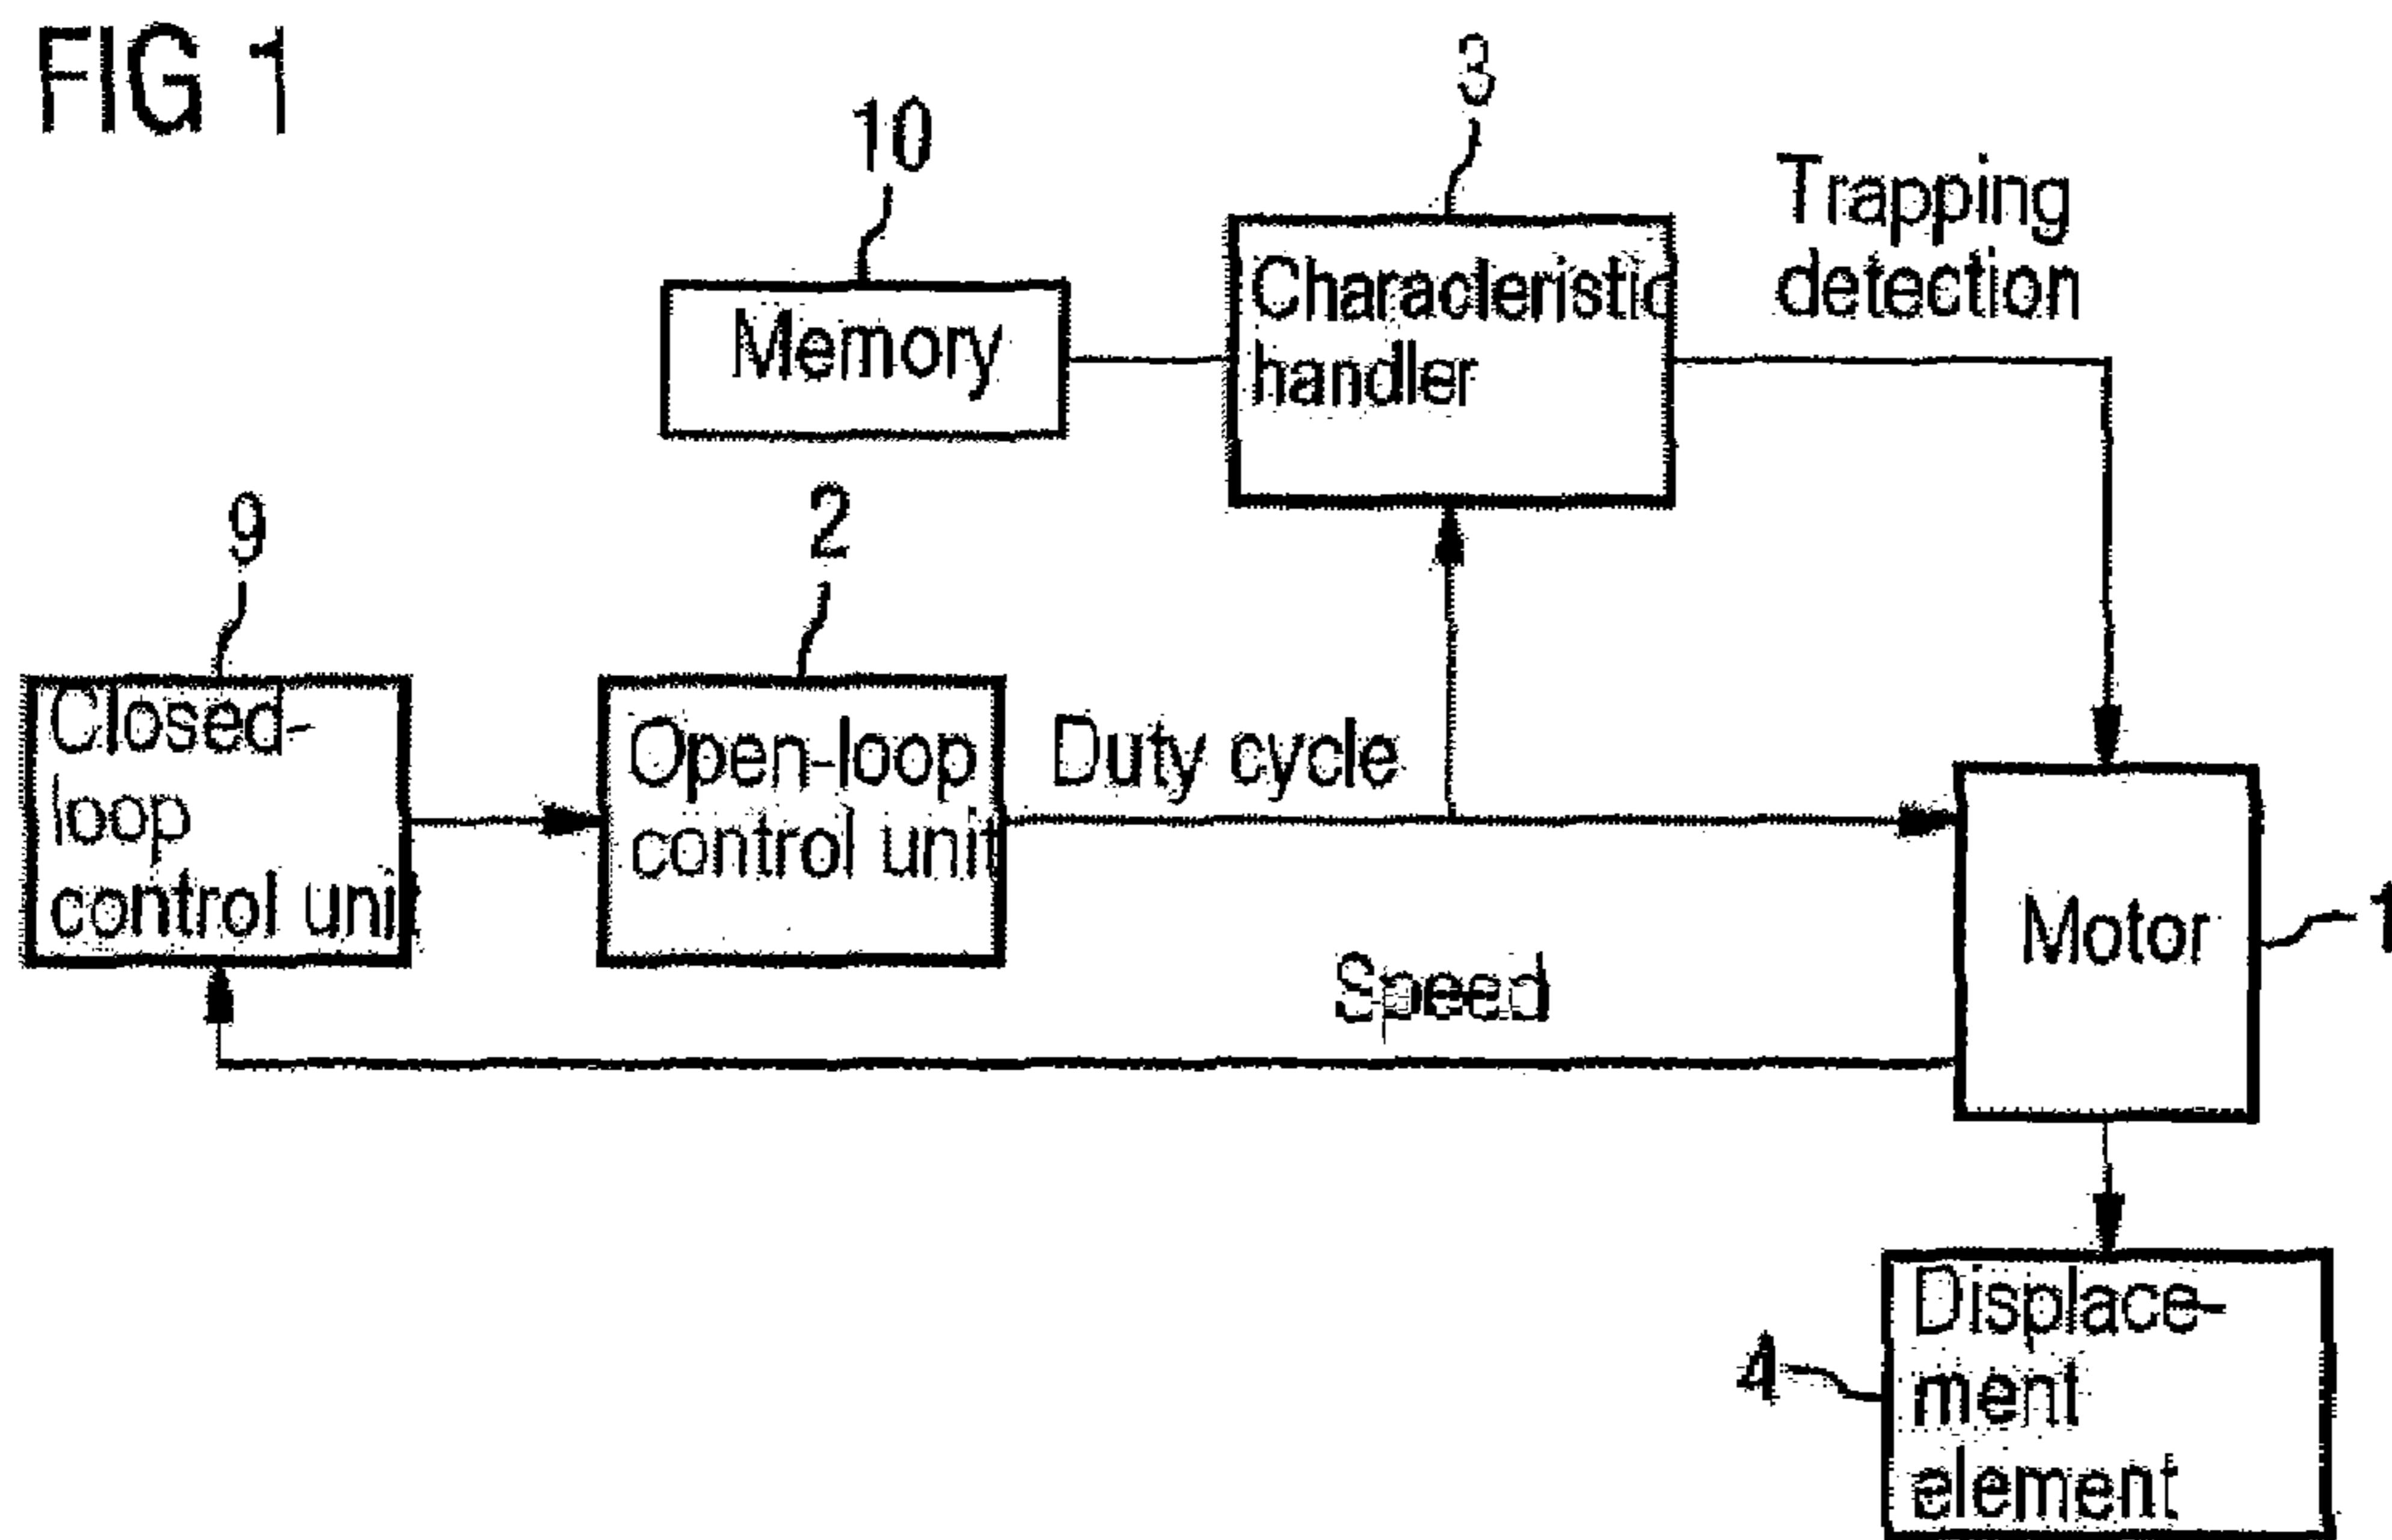 FIG 1
10
3
Trapping
detection
Memory
Characteristic
handler
9
2
Closed-
loop
control unit
Open-loop
control unit
Duty cycle
Speed
Motor
1
4
Displace-
ment
element